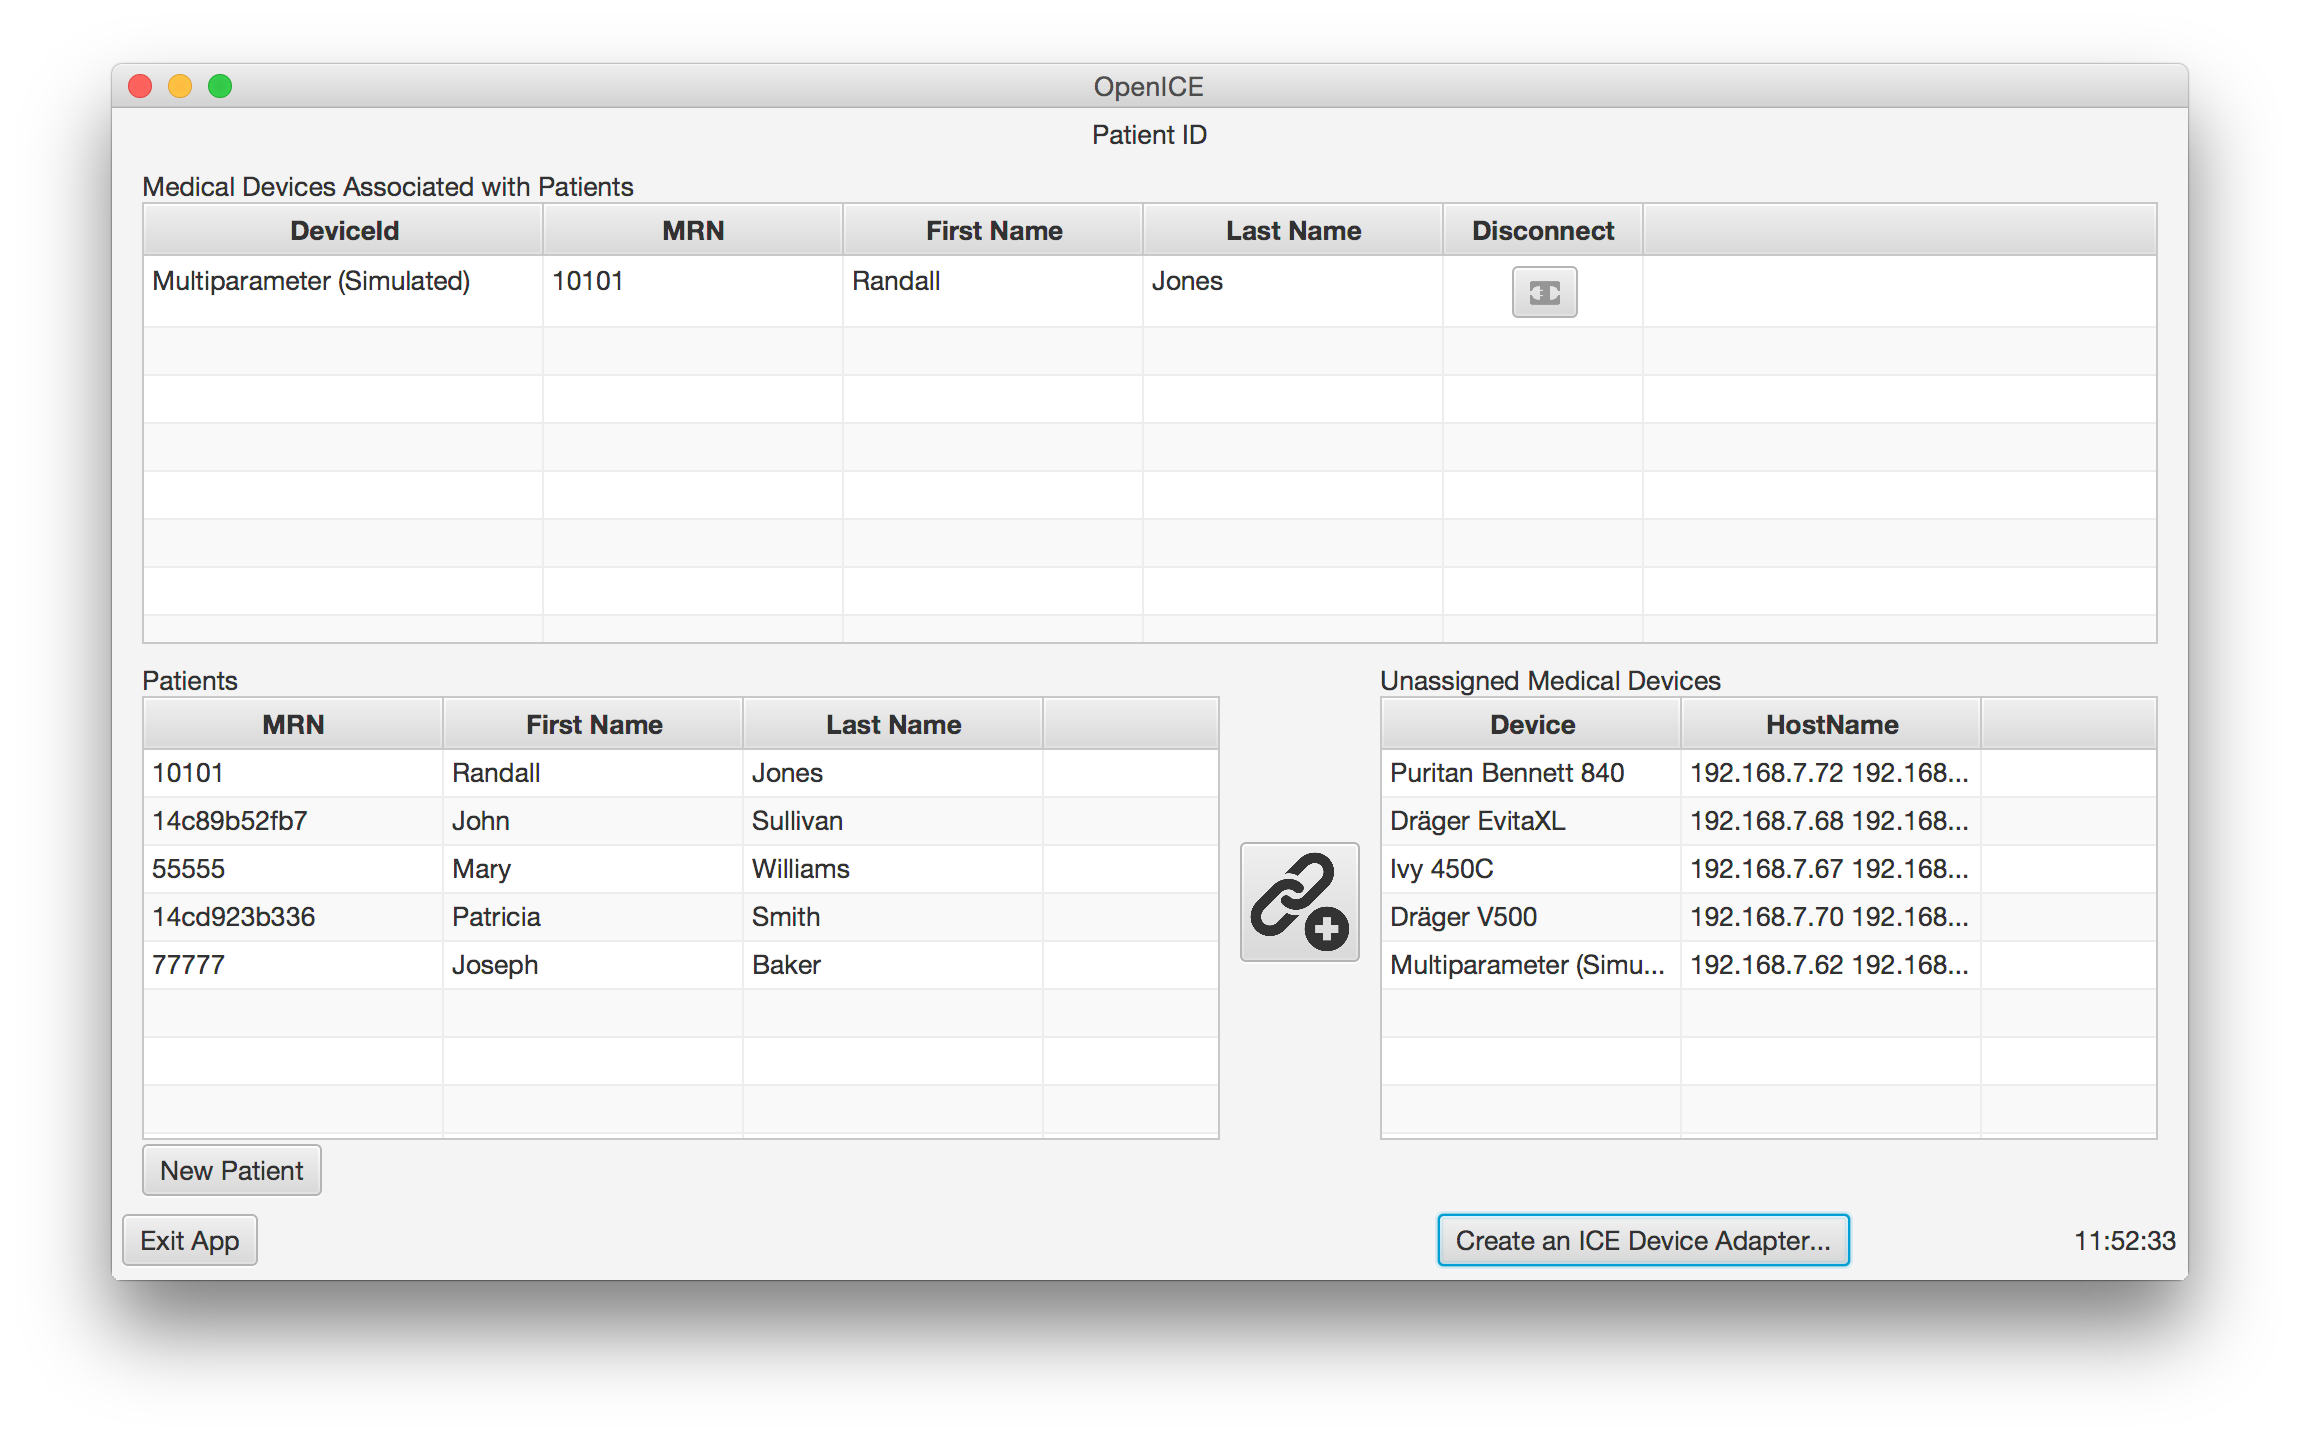 OpenICE
Patient ID
Medical Devices Associated with Patients
DeviceId MRN First Name Last Name Disconnect
Multiparameter (Simulated) 10101 Randall Jones
Patients
MRN First Name Last Name
10101 Randall Jones
14c89b52fb7 John Sullivan
55555 Mary Williams
14cd923b336 Patricia Smith
77777 Joseph Baker
Unassigned Medical Devices
Device HostName
Puritan Bennett 840 192.168.7.72 192.168...
Dräger EvitaXL 192.168.7.68 192.168...
Ivy 450C 192.168.7.67 192.168...
Dräger V500 192.168.7.70 192.168...
Multiparameter (Simu... 192.168.7.62 192.168...
New Patient
Exit App
Create an ICE Device Adapter...
11:52:33